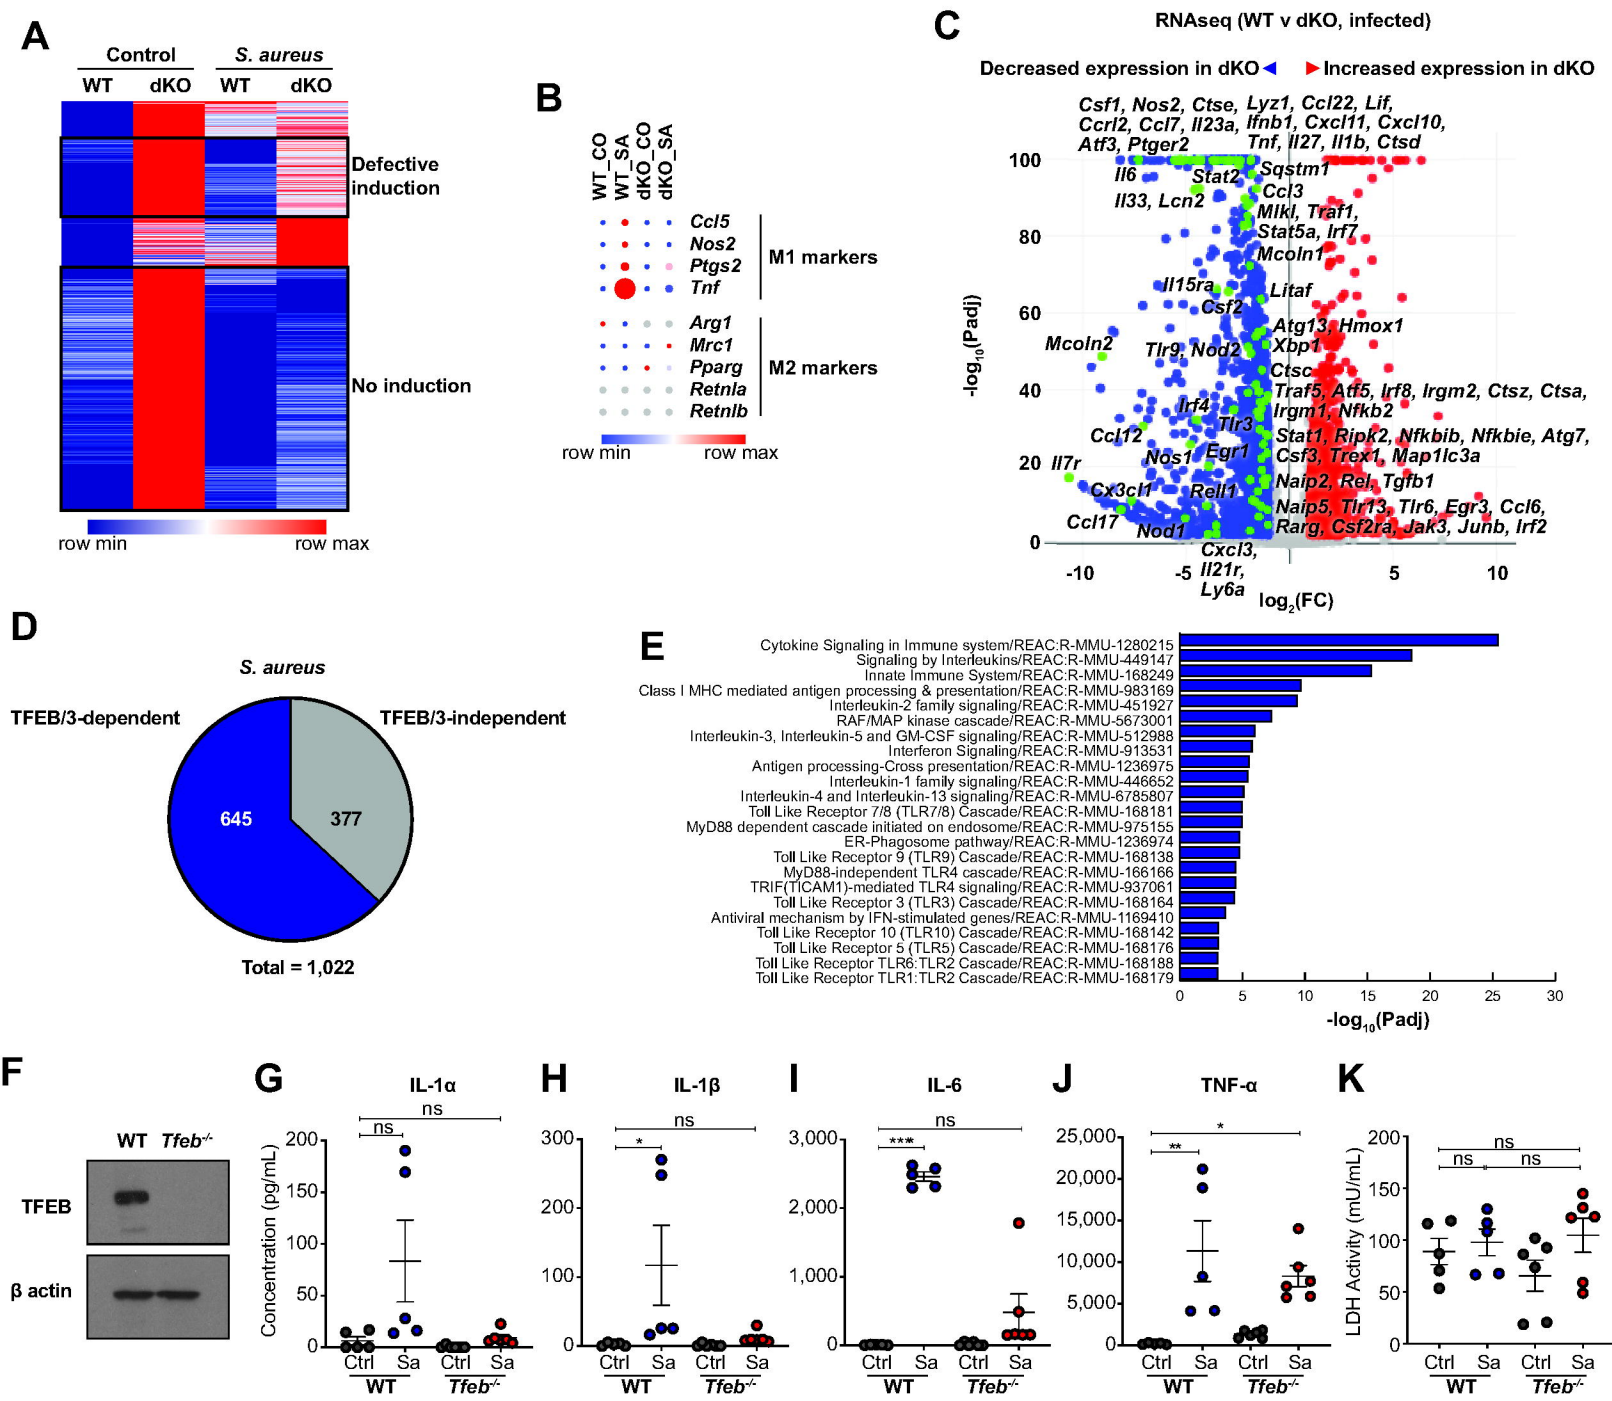 A
Control
S. aureus
WT
dKO
WT
dKO
Defective
induction
No induction
row min
row max
B
WT_CO
WT_SA
dKO_CO
dKO_SA
Ccl5
Nos2
Ptgs2
Tnf
M1 markers
Arg1
Mrc1
Pparg
Retnla
Retnlb
M2 markers
row min
row max
C
RNAseq (WT v dKO, infected)
Decreased expression in dKO
Increased expression in dKO
Csf1, Nos2, Ctse,
Ccrl2, Ccl7, Il23a,
Atf3, Ptger2
Lyz1, Ccl22, Lif,
Ifnb1, Cxcl11, Cxcl10,
Tnf, Il27, Il1b, Ctsd
Il6
Stat2
Il33, Lcn2
Sqstm1
Ccl3
Mlkl, Traf1,
Stat5a, Irf7
Mcoln1
Il15ra
Csf2
Litaf
Atg13, Hmox1
Xbp1
Mcoln2
Tlr9, Nod2
Ctsc
Traf5, Atf5, Irf8, Irgm2, Ctsz, Ctsa,
Irgm1, Nfkb2
Irf4
Tlr3
Ccl12
Stat1, Ripk2, Nfkbib, Nfkbie, Atg7,
Csf3, Trex1, Map1lc3a
Nos1
Egr1
Il7r
Naip2, Rel, Tgfb1
Cx3cl1
Rell1
Naip5, Tlr13, Tlr6, Egr3, Ccl6,
Rarg, Csf2ra, Jak3, Junb, Irf2
Ccl17
Nod1
Cxcl3,
Il21r,
Ly6a
100
80
60
40
20
0
-log10(Padj)
-10
-5
5
10
log2(FC)
D
S. aureus
TFEB/3-dependent
TFEB/3-independent
645
377
Total = 1,022
E
Cytokine Signaling in Immune system/REAC:R-MMU-1280215
Signaling by Interleukins/REAC:R-MMU-449147
Innate Immune System/REAC:R-MMU-168249
Class I MHC mediated antigen processing & presentation/REAC:R-MMU-983169
Interleukin-2 family signaling/REAC:R-MMU-451927
RAF/MAP kinase cascade/REAC:R-MMU-5673001
Interleukin-3, Interleukin-5 and GM-CSF signaling/REAC:R-MMU-512988
Interferon Signaling/REAC:R-MMU-913531
Antigen processing-Cross presentation/REAC:R-MMU-1236975
Interleukin-1 family signaling/REAC:R-MMU-446652
Interleukin-4 and Interleukin-13 signaling/REAC:R-MMU-6785807
Toll Like Receptor 7/8 (TLR7/8) Cascade/REAC:R-MMU-168181
MyD88 dependent cascade initiated on endosome/REAC:R-MMU-975155
ER-Phagosome pathway/REAC:R-MMU-1236974
Toll Like Receptor 9 (TLR9) Cascade/REAC:R-MMU-168138
MyD88-independent TLR4 cascade/REAC:R-MMU-166166
TRIF(TICAM1)-mediated TLR4 signaling/REAC:R-MMU-937061
Toll Like Receptor 3 (TLR3) Cascade/REAC:R-MMU-168164
Antiviral mechanism by IFN-stimulated genes/REAC:R-MMU-1169410
Toll Like Receptor 10 (TLR10) Cascade/REAC:R-MMU-168142
Toll Like Receptor 5 (TLR5) Cascade/REAC:R-MMU-168176
Toll Like Receptor TLR6:TLR2 Cascade/REAC:R-MMU-168188
Toll Like Receptor TLR1:TLR2 Cascade/REAC:R-MMU-168179
0
5
10
15
20
25
30
-log10(Padj)
F
WT
Tfeb-/-
TFEB
β actin
G
IL-1α
ns
ns
Concentration (pg/mL)
200
150
100
50
0
Ctrl
Sa
Ctrl
Sa
WT
Tfeb-/-
H
IL-1β
ns
*
300
200
100
0
Ctrl
Sa
Ctrl
Sa
WT
Tfeb-/-
I
IL-6
ns
****
3,000
2,000
1,000
0
Ctrl
Sa
Ctrl
Sa
WT
Tfeb-/-
J
TNF-α
*
**
25,000
20,000
15,000
10,000
5,000
0
Ctrl
Sa
Ctrl
Sa
WT
Tfeb-/-
K
ns
ns
ns
LDH Activity (mU/mL)
200
150
100
50
0
Ctrl
Sa
Ctrl
Sa
WT
Tfeb-/-